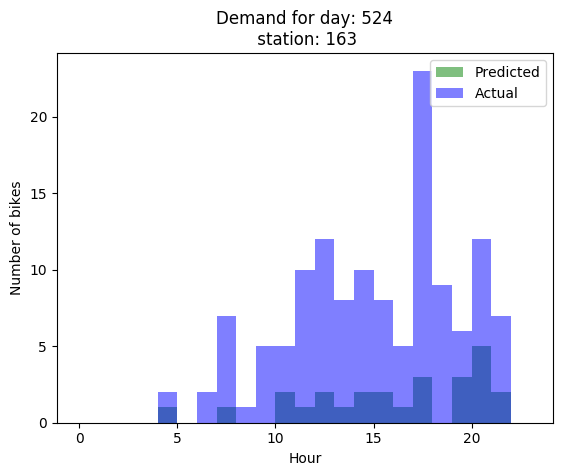 Demand for day: 524
station: 163
Predicted
Actual
Number of bikes
20
15
10
5
0
0 5 10 15 20
Hour